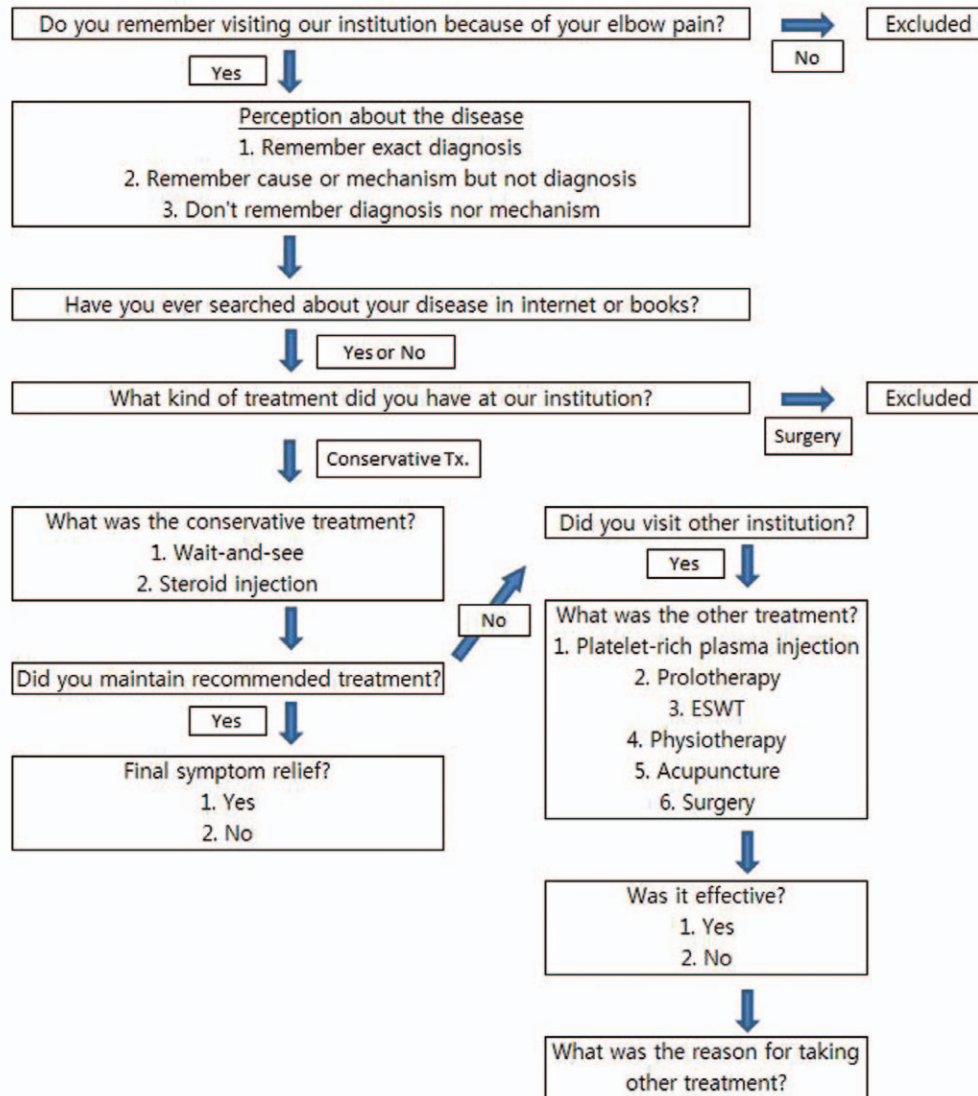 Do you remember visiting our institution because of your elbow pain?
No
Excluded
Yes
Perception about the disease
1. Remember exact diagnosis
2. Remember cause or mechanism but not diagnosis
3. Don't remember diagnosis nor mechanism
Have you ever searched about your disease in internet or books?
Yes or No
What kind of treatment did you have at our institution?
Surgery
Excluded
Conservative Tx.
What was the conservative treatment?
1. Wait-and-see
2. Steroid injection
Did you maintain recommended treatment?
Yes
Final symptom relief?
1. Yes
2. No
No
Did you visit other institution?
Yes
What was the other treatment?
1. Platelet-rich plasma injection
2. Prolotherapy
3. ESWT
4. Physiotherapy
5. Acupuncture
6. Surgery
Was it effective?
1. Yes
2. No
What was the reason for taking
other treatment?